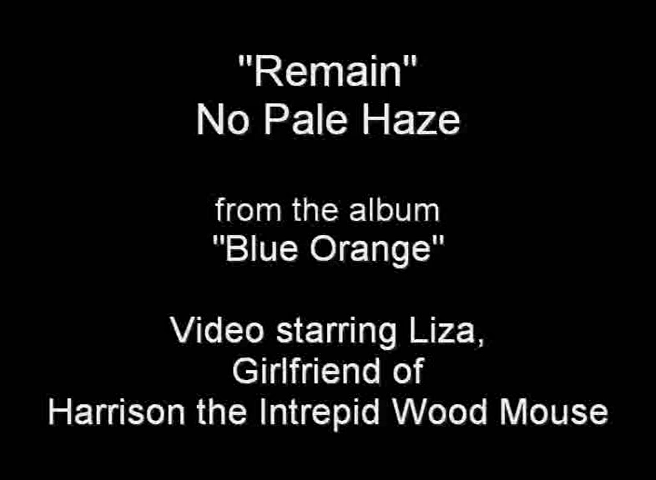 "Remain"
No Pale Haze
from the album
"Blue Orange"
Video starring Liza,
Girlfriend of
Harrison the Intrepid Wood Mouse